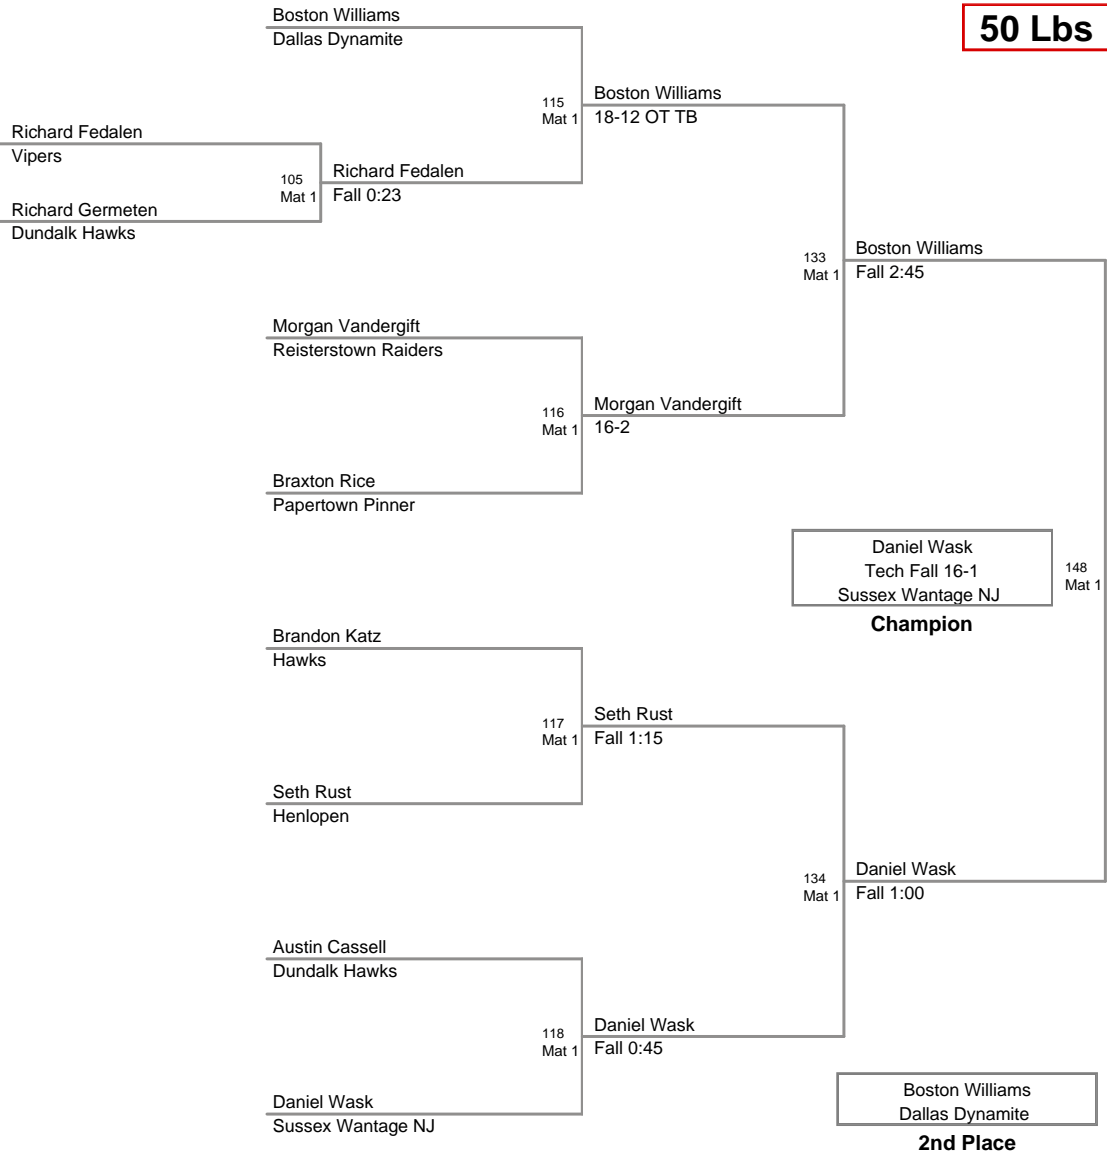 Boston Williams
Dallas Dynamite
50 Lbs
115
Mat 1
Boston Williams
18-12 OT TB
Richard Fedalen
Vipers
105
Mat 1
Richard Fedalen
Fall 0:23
Richard Germeten
Dundalk Hawks
133
Mat 1
Boston Williams
Fall 2:45
Morgan Vandergift
Reisterstown Raiders
116
Mat 1
Morgan Vandergift
16-2
Braxton Rice
Papertown Pinner
Daniel Wask
Tech Fall 16-1
Sussex Wantage NJ
Champion
148
Mat 1
Brandon Katz
Hawks
117
Mat 1
Seth Rust
Fall 1:15
Seth Rust
Henlopen
134
Mat 1
Daniel Wask
Fall 1:00
Austin Cassell
Dundalk Hawks
118
Mat 1
Daniel Wask
Fall 0:45
Daniel Wask
Sussex Wantage NJ
Boston Williams
Dallas Dynamite
2nd Place